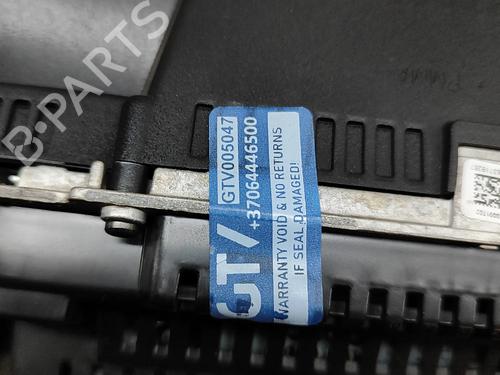 B-PARTS
GTV005047
+37064446500
GTV
WARRANTY VOID & NO RETURNS
IF SEAL DAMAGED!